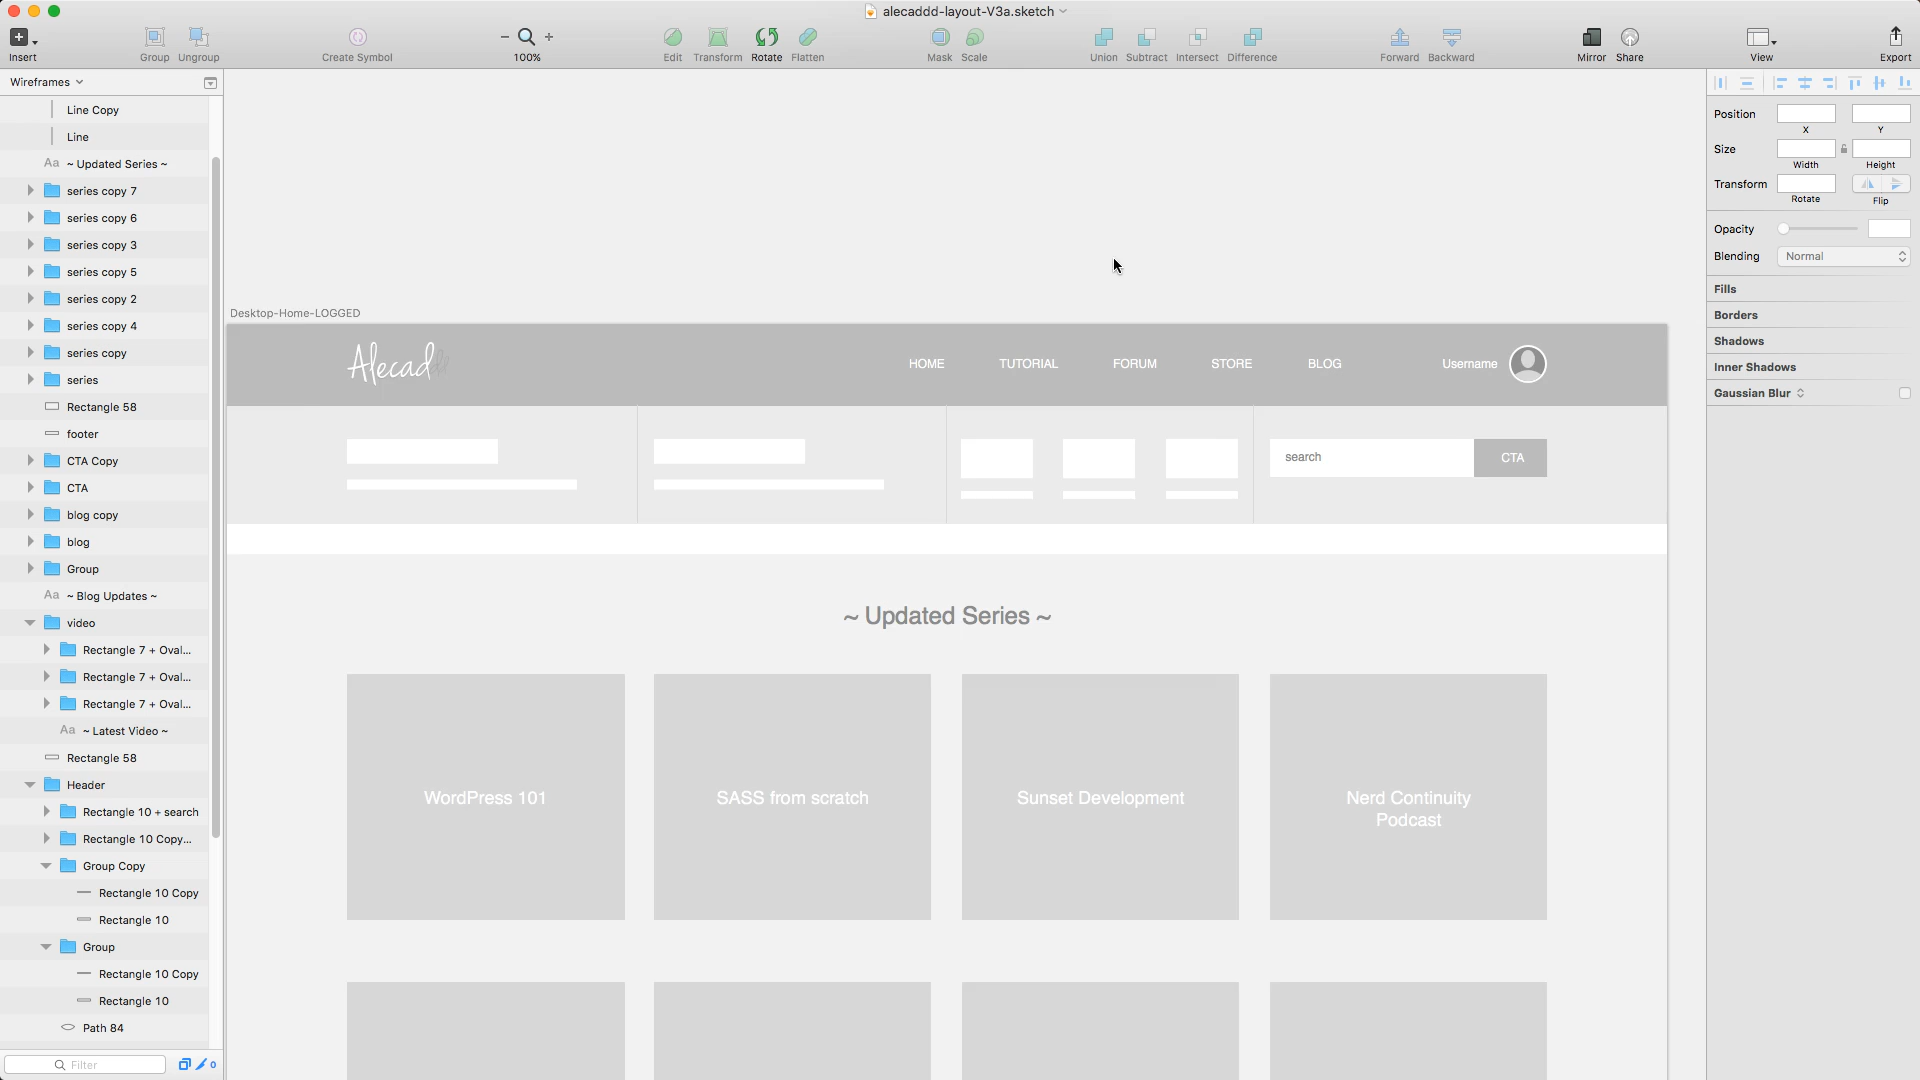 alecaddd-layout-V3a.sketch
Insert
Group
Ungroup
Create Symbol
100%
Edit
Transform
Rotate
Flatten
Mask
Scale
Union
Subtract
Intersect
Difference
Forward
Backward
Mirror
Share
View
Export
Wireframes
Line Copy
Line
Aa ~ Updated Series ~
series copy 7
series copy 6
series copy 3
series copy 5
series copy 2
series copy 4
series copy
series
Rectangle 58
footer
CTA Copy
CTA
blog copy
blog
Group
Aa ~ Blog Updates ~
video
Rectangle 7 + Oval...
Rectangle 7 + Oval...
Rectangle 7 + Oval...
Aa ~ Latest Video ~
Rectangle 58
Header
Rectangle 10 + search
Rectangle 10 Copy...
Group Copy
Rectangle 10 Copy
Rectangle 10
Group
Rectangle 10 Copy
Rectangle 10
Path 84
Filter
0
Desktop-Home-LOGGED
Alecaddd
HOME
TUTORIAL
FORUM
STORE
BLOG
Username
search
CTA
~ Updated Series ~
WordPress 101
SASS from scratch
Sunset Development
Nerd Continuity
Podcast
Position
X
Y
Size
Width
Height
Transform
Rotate
Flip
Opacity
Blending
Normal
Fills
Borders
Shadows
Inner Shadows
Gaussian Blur